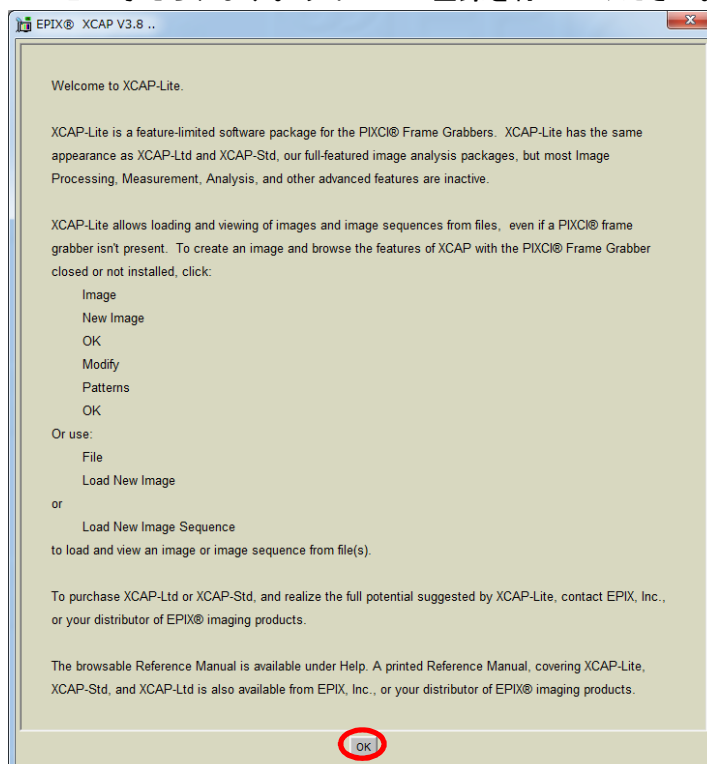 EPIX® XCAP V3.8 ..
Welcome to XCAP-Lite.
XCAP-Lite is a feature-limited software package for the PIXCI® Frame Grabbers. XCAP-Lite has the same
appearance as XCAP-Ltd and XCAP-Std, our full-featured image analysis packages, but most Image
Processing, Measurement, Analysis, and other advanced features are inactive.
XCAP-Lite allows loading and viewing of images and image sequences from files, even if a PIXCI® frame
grabber isn't present. To create an image and browse the features of XCAP with the PIXCI® Frame Grabber
closed or not installed, click:
Image
New Image
OK
Modify
Patterns
OK
Or use:
File
Load New Image
or
Load New Image Sequence
to load and view an image or image sequence from file(s).
To purchase XCAP-Ltd or XCAP-Std, and realize the full potential suggested by XCAP-Lite, contact EPIX, Inc.,
or your distributor of EPIX® imaging products.
The browsable Reference Manual is available under Help. A printed Reference Manual, covering XCAP-Lite,
XCAP-Std, and XCAP-Ltd is also available from EPIX, Inc., or your distributor of EPIX® imaging products.
OK